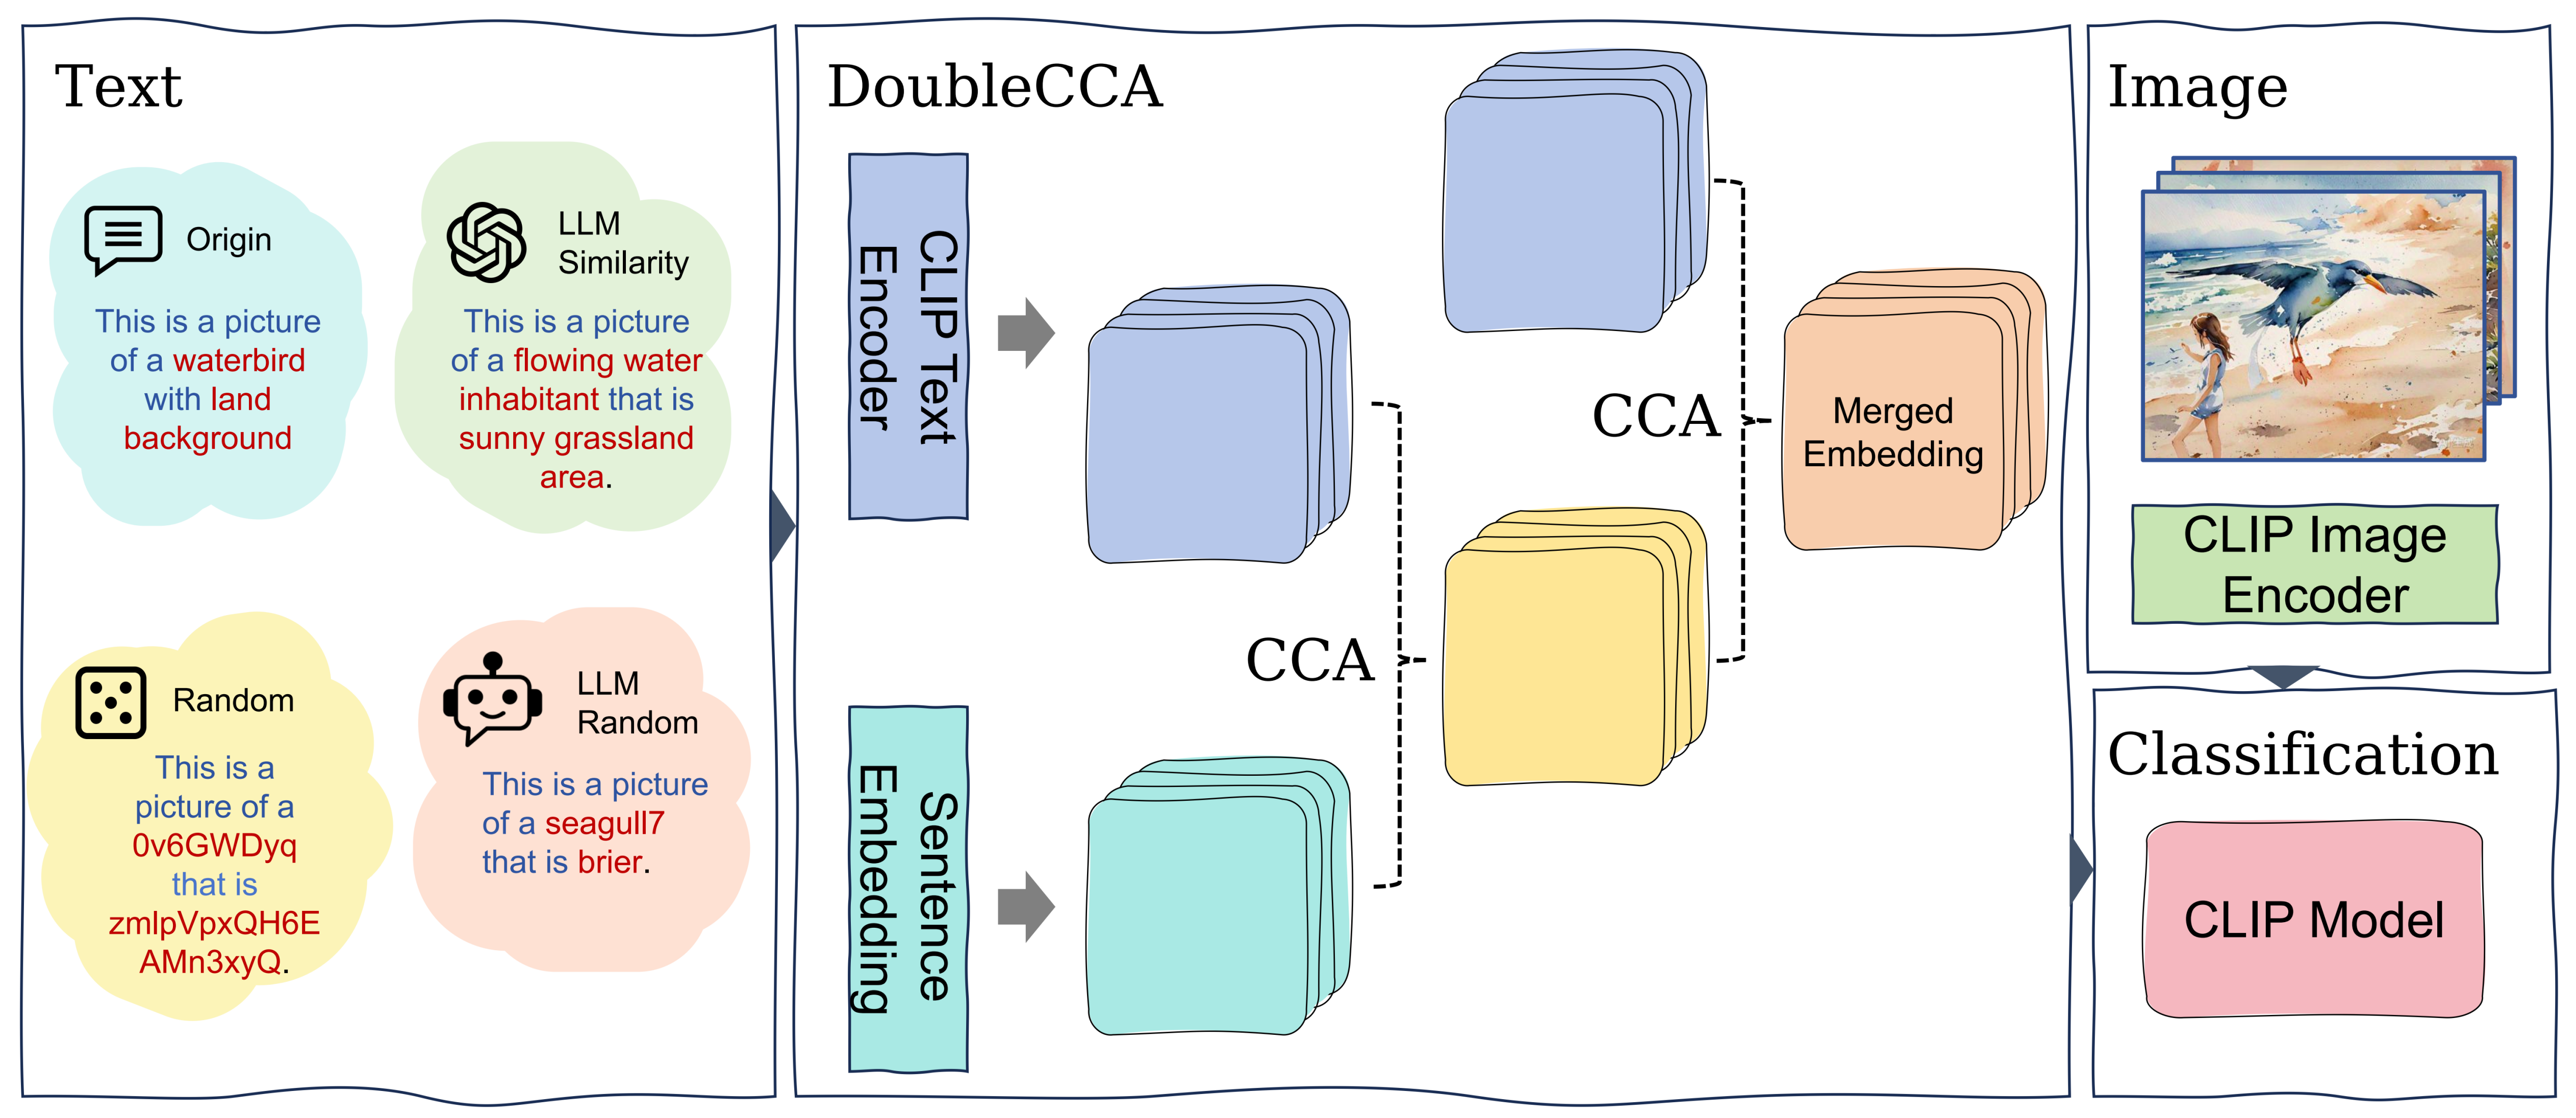 Text
Origin
This is a picture
of a waterbird
with land
background
LLM
Similarity
This is a picture
of a flowing water
inhabitant that is
sunny grassland
area.
Random
This is a
picture of a
0v6GWDyq
that is
zmlpVpxQH6E
AMn3xyQ.
LLM
Random
This is a picture
of a seagull7
that is brier.
DoubleCCA
CLIP Text
Encoder
Sentence
Embedding
CCA
CCA
Merged
Embedding
Image
CLIP Image
Encoder
Classification
CLIP Model